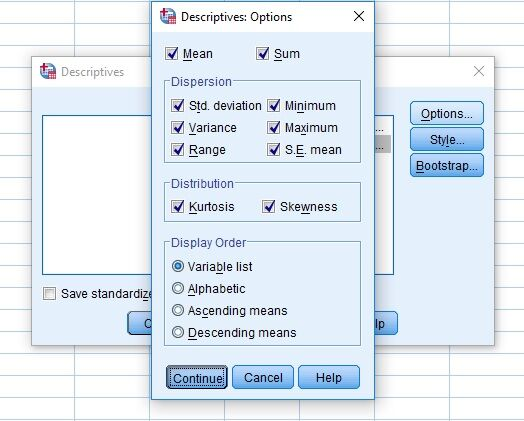 Descriptives: Options
Descriptives
Mean Sum
Dispersion
Std. deviation Minimum
Variance Maximum
Range S.E. mean
Distribution
Kurtosis Skewness
Display Order
Variable list
Alphabetic
Ascending means
Descending means
Continue Cancel Help
Options...
Style...
Bootstrap...
Save standardize